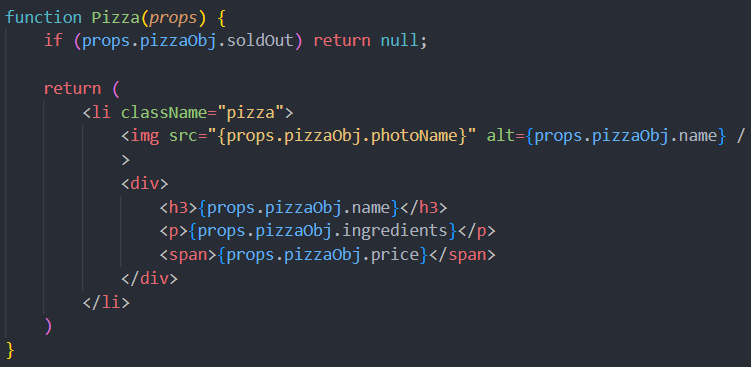 function Pizza(props) {
    if (props.pizzaObj.soldOut) return null;

    return (
        <li className="pizza">
            <img src="{props.pizzaObj.photoName}" alt={props.pizzaObj.name} /
            >
            <div>
                <h3>{props.pizzaObj.name}</h3>
                <p>{props.pizzaObj.ingredients}</p>
                <span>{props.pizzaObj.price}</span>
            </div>
        </li>
    )
}